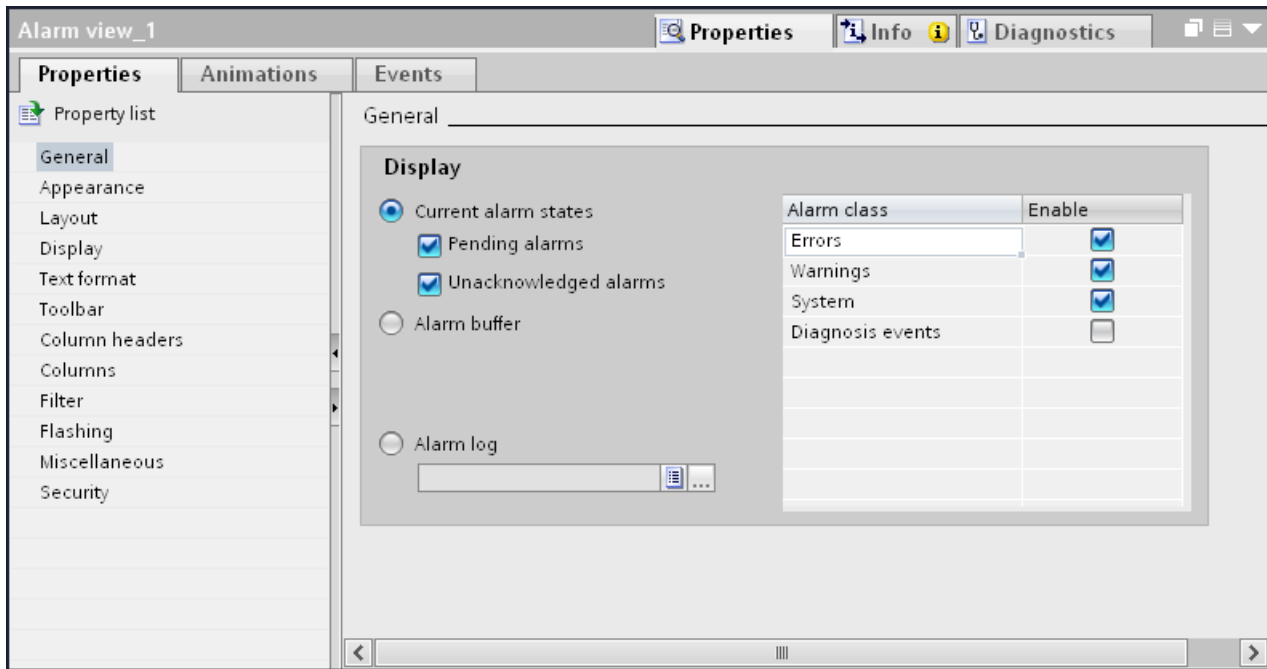 Alarm view_1
Properties Info Diagnostics
Properties Animations Events
Property list
General
Appearance
Layout
Display
Text format
Toolbar
Column headers
Columns
Filter
Flashing
Miscellaneous
Security
General
Display
Current alarm states
Pending alarms
Unacknowledged alarms
Alarm buffer
Alarm log
...
Alarm class Enable
Errors
Warnings
System
Diagnosis events